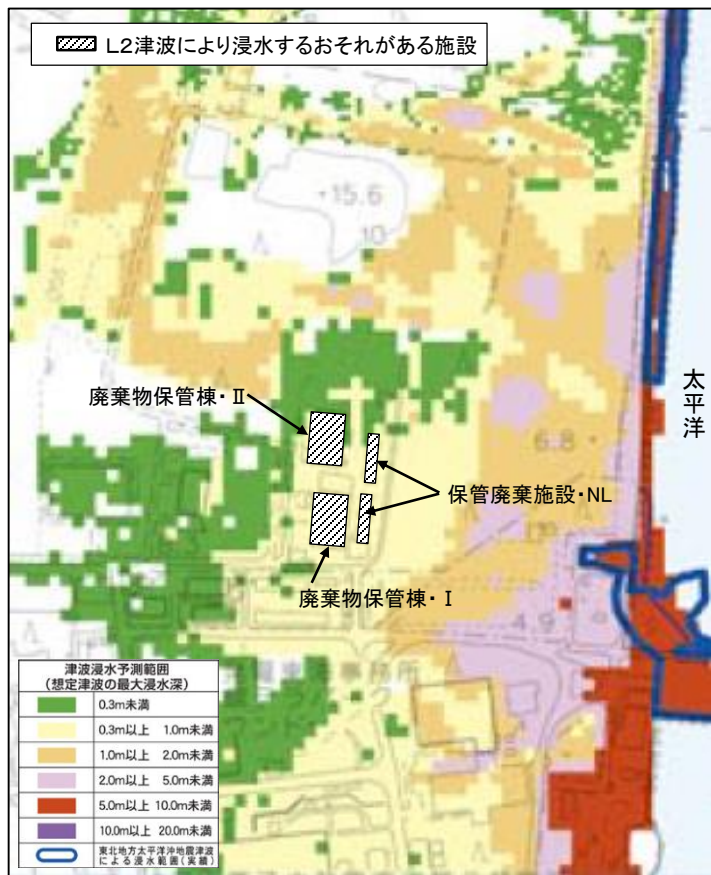 L2津波により浸水するおそれがある施設
15.6
10
太平洋
廃棄物保管棟・Ⅱ
6.8
保管廃棄施設・NL
10
廃棄物保管棟・Ⅰ
4.9
事務所
津波浸水予測範囲
(想定津波の最大浸水深)
0.3m未満
0.3m以上 1.0m未満
1.0m以上 2.0m未満
2.0m以上 5.0m未満
5.0m以上 10.0m未満
10.0m以上 20.0m未満
東北地方太平洋沖地震津波
による浸水範囲(実績)